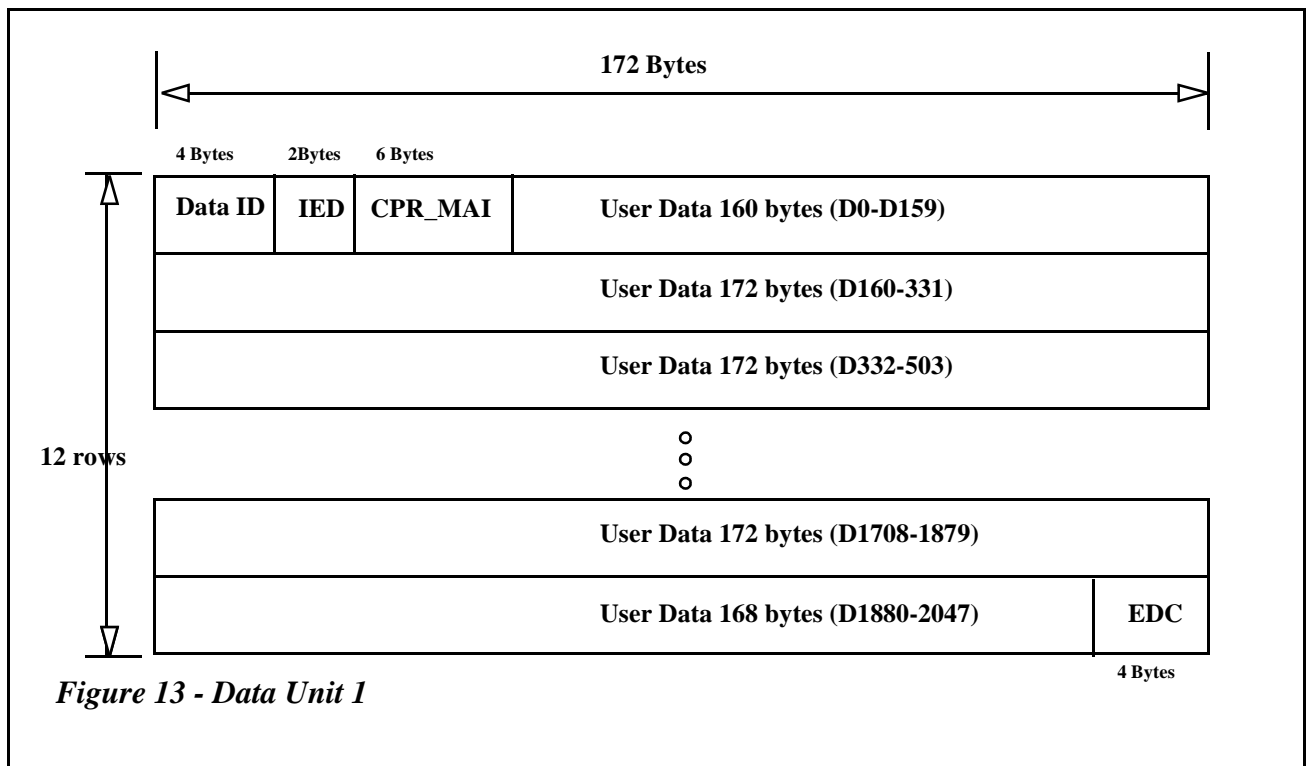 172 Bytes
4 Bytes 2Bytes 6 Bytes
Data ID IED CPR_MAI User Data 160 bytes (D0-D159)
User Data 172 bytes (D160-331)
User Data 172 bytes (D332-503)
12 rows
User Data 172 bytes (D1708-1879)
User Data 168 bytes (D1880-2047) EDC
4 Bytes
Figure 13 - Data Unit 1